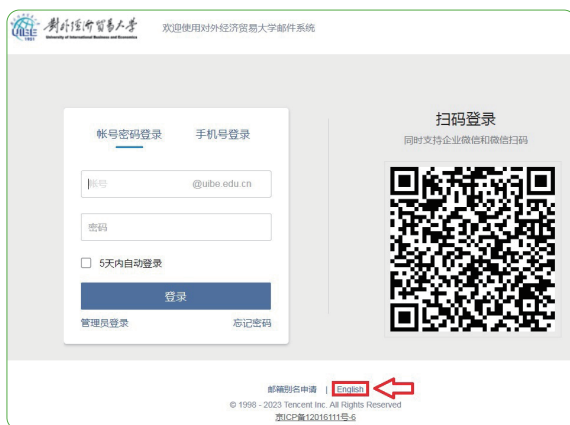 對外經濟貿易大學
University of International Business and Economics
UIBE
1951
欢迎使用对外经济贸易大学邮件系统
帐号密码登录 手机号登录
帐号 @uibe.edu.cn
密码
5天内自动登录
登录
管理员登录 忘记密码
扫码登录
同时支持企业微信和微信扫码
邮箱别名申请 | English
© 1998 - 2023 Tencent Inc. All Rights Reserved
京ICP备12016111号-6